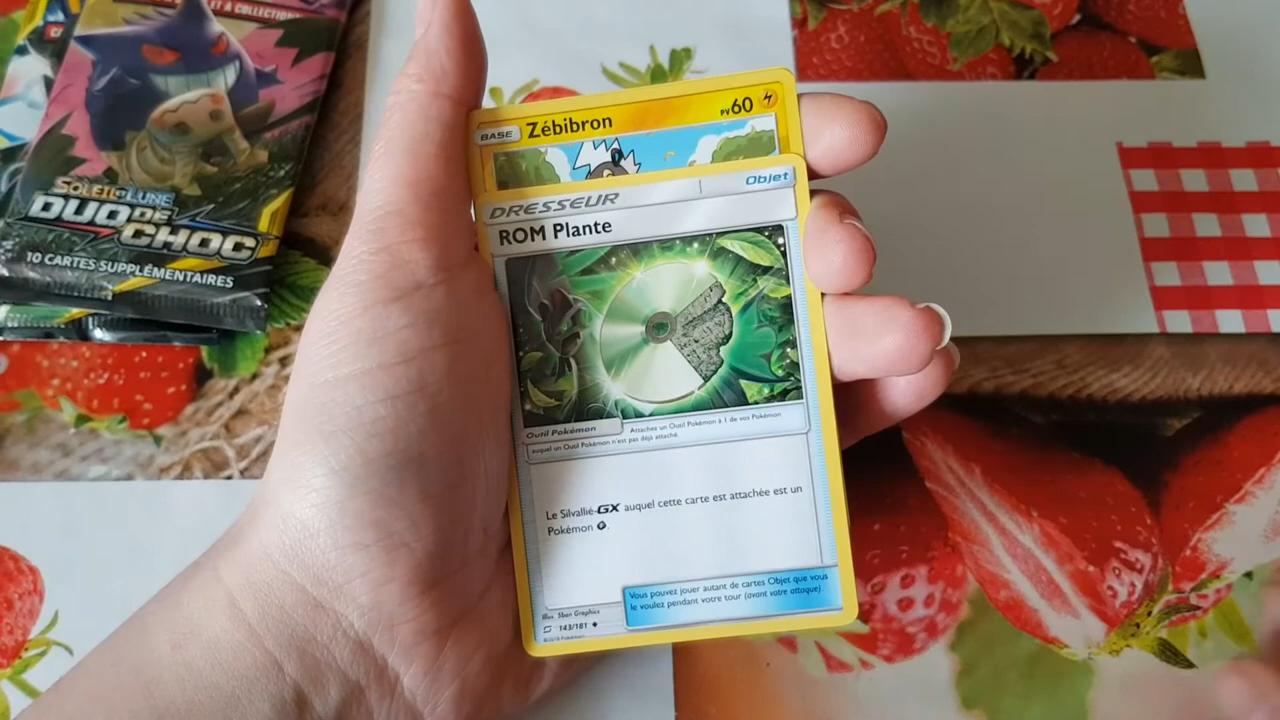 ET À COLLECTIONNER
SOLEIL ET LUNE
DUO DE
CHOC
10 CARTES SUPPLÉMENTAIRES
BASE Zébibron PV60
DRESSEUR Objet
ROM Plante
Outil Pokémon Attachez un Outil Pokémon à 1 de vos Pokémon
auquel un Outil Pokémon n'est pas déjà attaché.
Le Silvallié-GX auquel cette carte est attachée est un
Pokémon .
Vous pouvez jouer autant de cartes Objet que vous
le voulez pendant votre tour (avant votre attaque).
Illus. 5ban Graphics
143/181